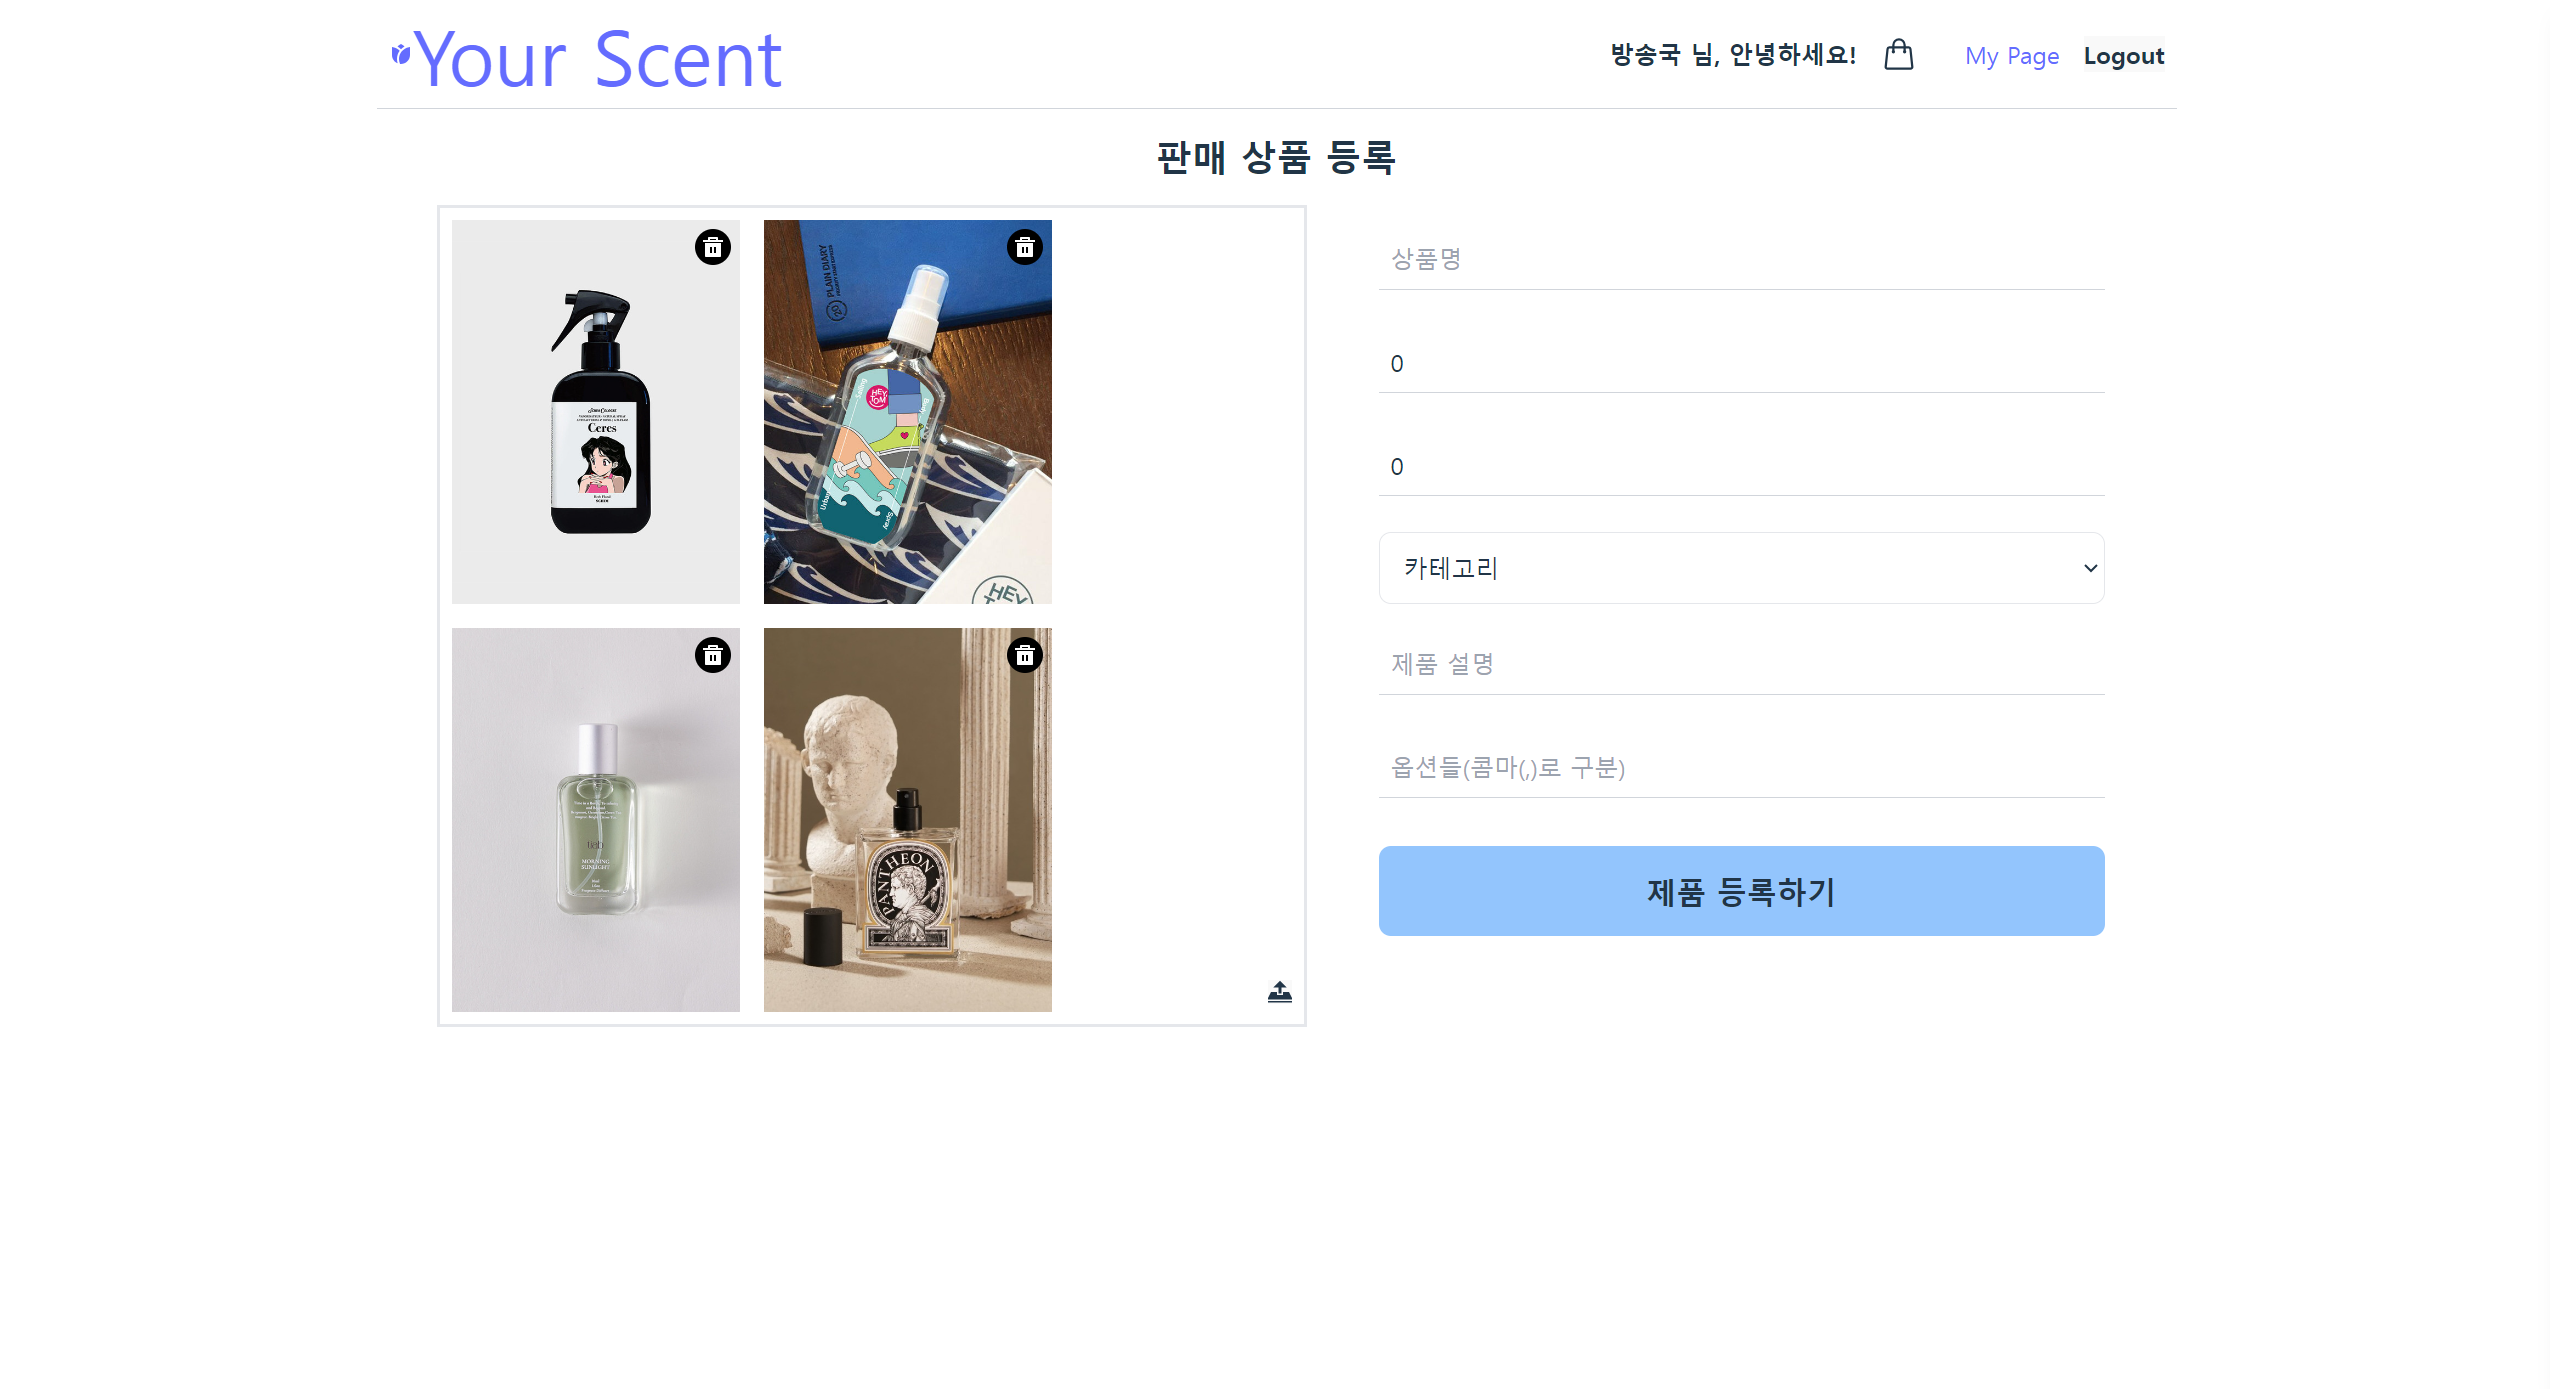 Your Scent
방송국 님, 안녕하세요!
My Page
Logout
판매 상품 등록
Ceres
PLAIN DIARY
HEY TOM
HEY
Urban
Spray
MORNING
SUNLIGHT
PANTHEON
상품명
0
0
카테고리
제품 설명
옵션들(콤마(,)로 구분)
제품 등록하기